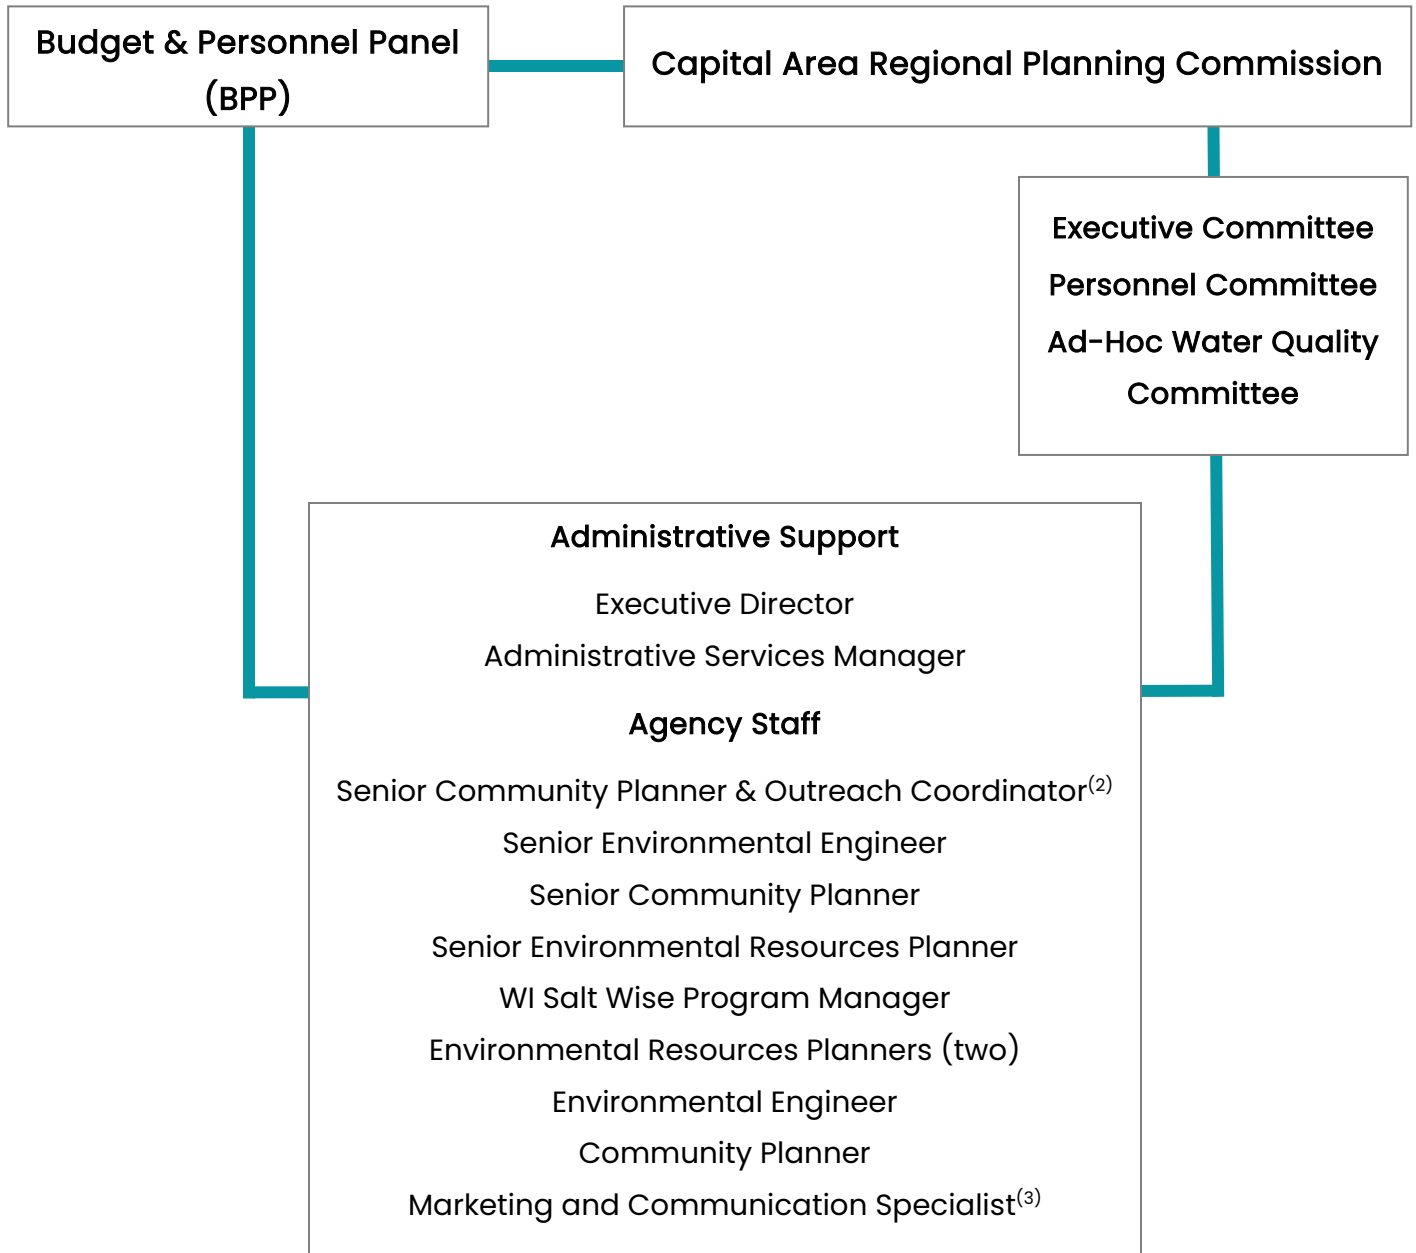 Budget & Personnel Panel
(BPP)
Capital Area Regional Planning Commission
Executive Committee
Personnel Committee
Ad-Hoc Water Quality
Committee
Administrative Support
Executive Director
Administrative Services Manager
Agency Staff
Senior Community Planner & Outreach Coordinator(2)
Senior Environmental Engineer
Senior Community Planner
Senior Environmental Resources Planner
WI Salt Wise Program Manager
Environmental Resources Planners (two)
Environmental Engineer
Community Planner
Marketing and Communication Specialist(3)